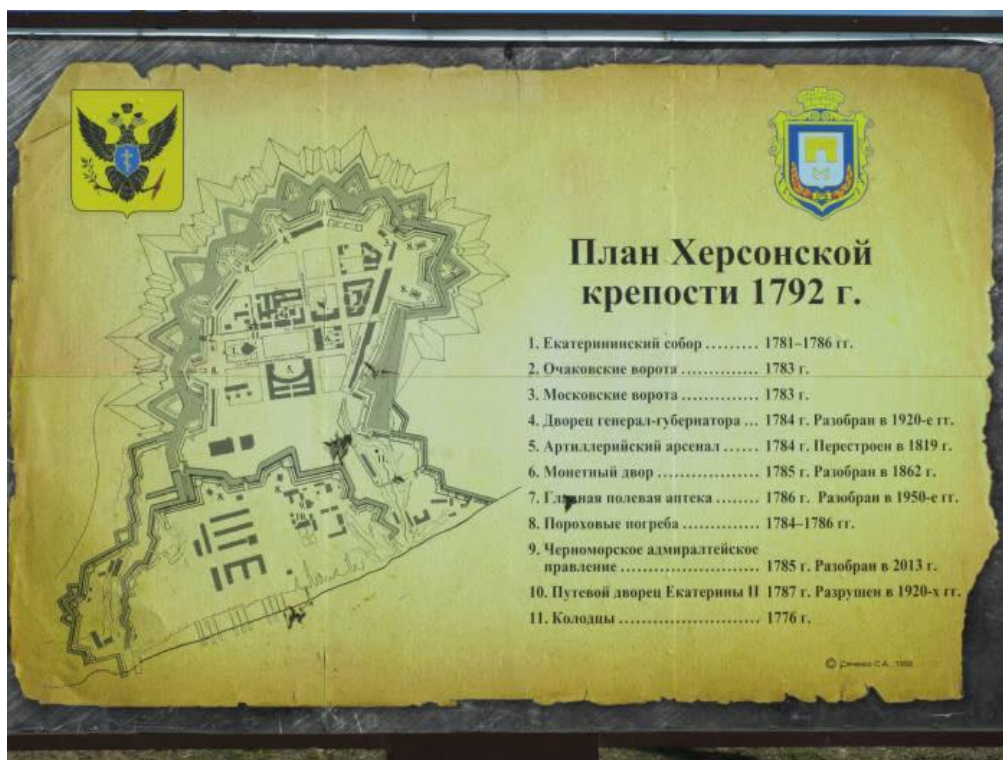 План Херсонской
крепости 1792 г.
1. Екатерининский собор ......... 1781–1786 гг.
2. Очаковские ворота .............. 1783 г.
3. Московские ворота .............. 1783 г.
4. Дворец генерал-губернатора ... 1784 г. Разобран в 1920-е гг.
5. Артиллерийский арсенал ...... 1784 г. Перестроен в 1819 г.
6. Монетный двор ................... 1785 г. Разобран в 1862 г.
7. Главная полевая аптека ........ 1786 г. Разобран в 1950-е гг.
8. Пороховые погреба .............. 1784–1786 гг.
9. Черноморское адмиралтейское
правление ......................... 1785 г. Разобран в 2013 г.
10. Путевой дворец Екатерины II 1787 г. Разрушен в 1920-х гг.
11. Колодцы ......................... 1776 г.
©